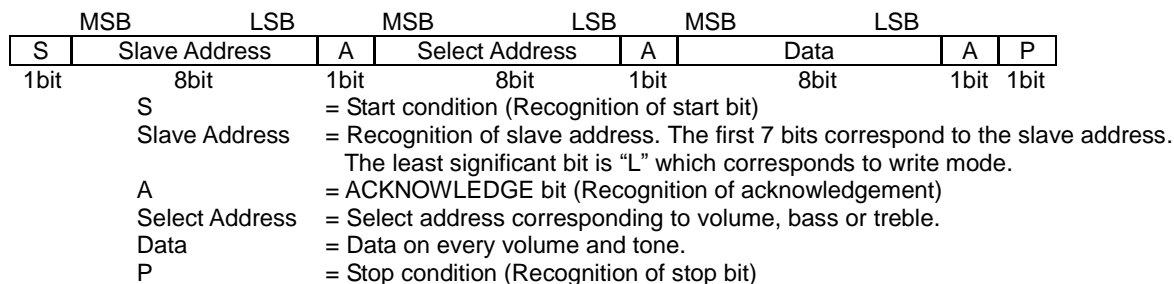 MSB LSB MSB LSB MSB LSB
S Slave Address A Select Address A Data A P
1bit 8bit 1bit 8bit 1bit 8bit 1bit 1bit
S = Start condition (Recognition of start bit)
Slave Address = Recognition of slave address. The first 7 bits correspond to the slave address.
The least significant bit is “L” which corresponds to write mode.
A = ACKNOWLEDGE bit (Recognition of acknowledgement)
Select Address = Select address corresponding to volume, bass or treble.
Data = Data on every volume and tone.
P = Stop condition (Recognition of stop bit)